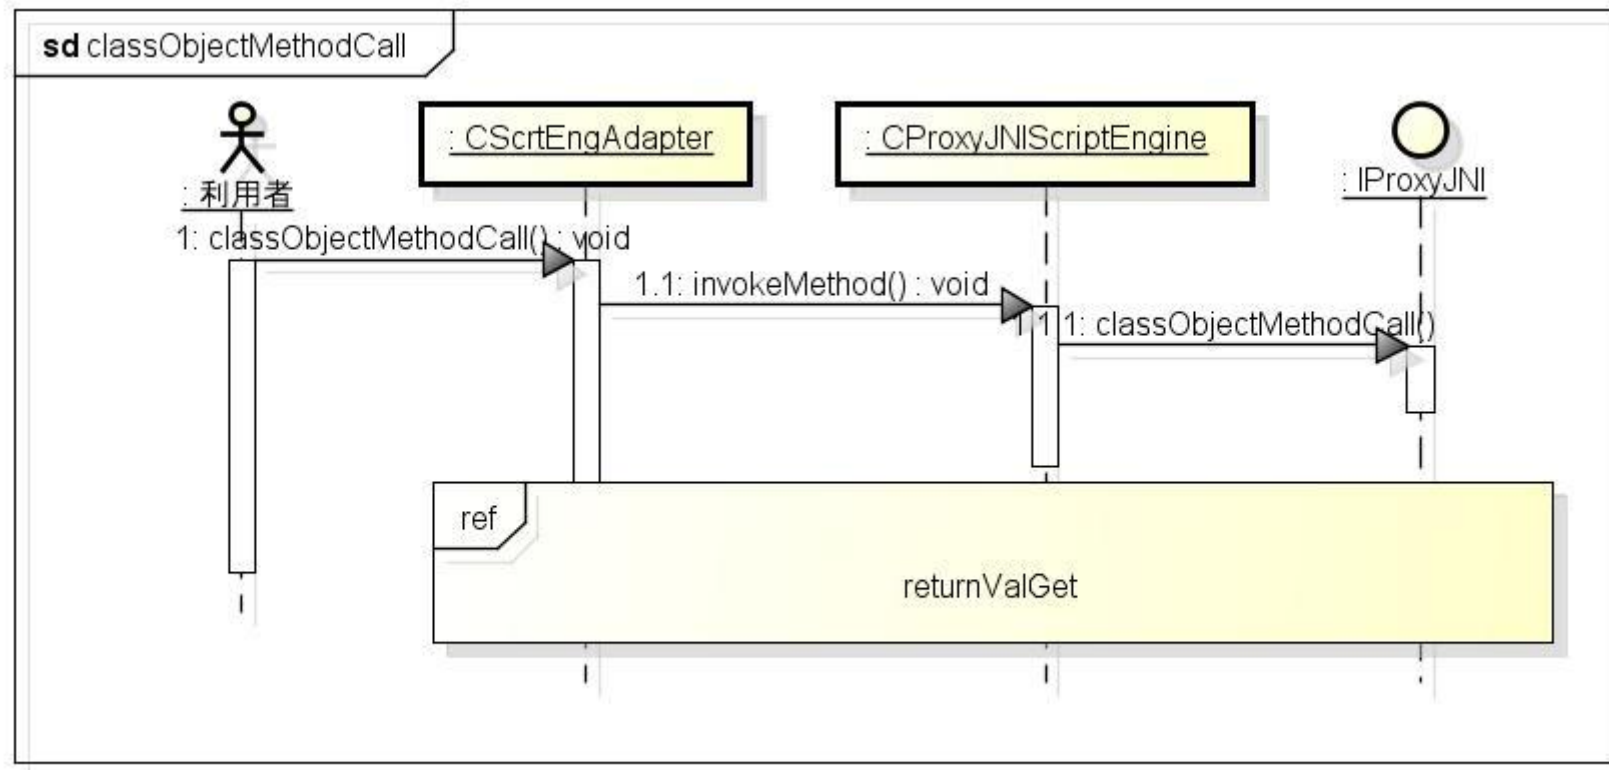 sd classObjectMethodCall
: 利用者
: CScrtEngAdapter
: CProxyJNIScriptEngine
: IProxyJNI
1: classObjectMethodCall() : void
1.1: invokeMethod() : void
1.1.1: classObjectMethodCall()
ref
returnValGet